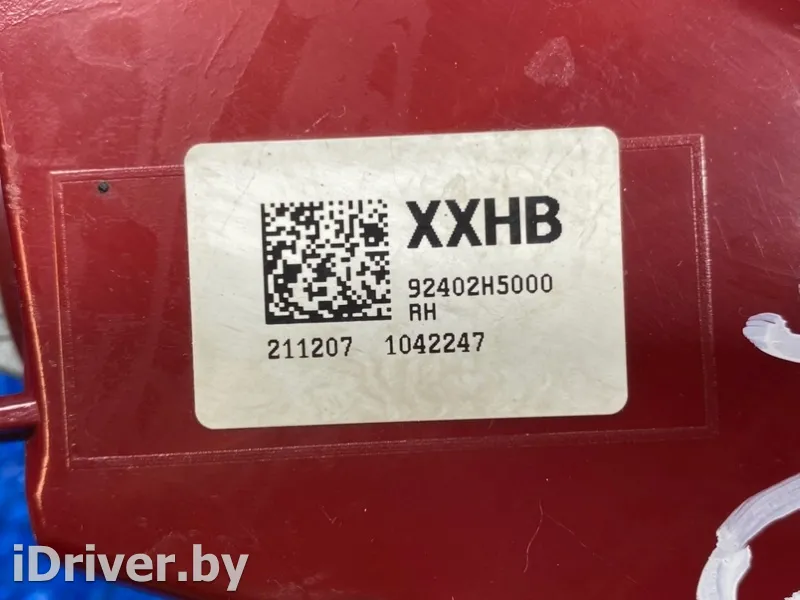 XXHB
92402H5000
RH
211207 1042247
iDriver.by